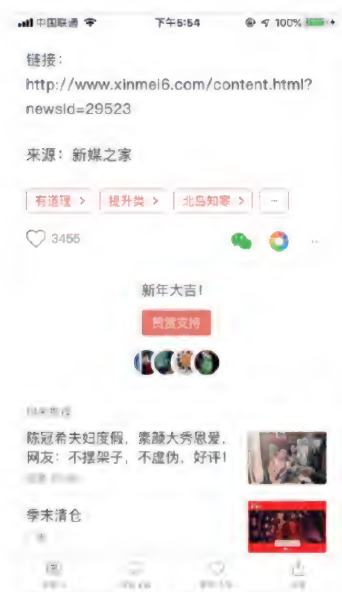 中国联通 下午5:54 100%
链接：
http://www.xinmei6.com/content.html?
newsid=29523
来源：新媒之家
有道理 > 提升类 > 北岛知寒 > ...
3455
新年大吉！
赞赏支持
陈冠希夫妇度假，素颜大秀恩爱，
网友：不摆架子，不虚伪，好评！
季末清仓